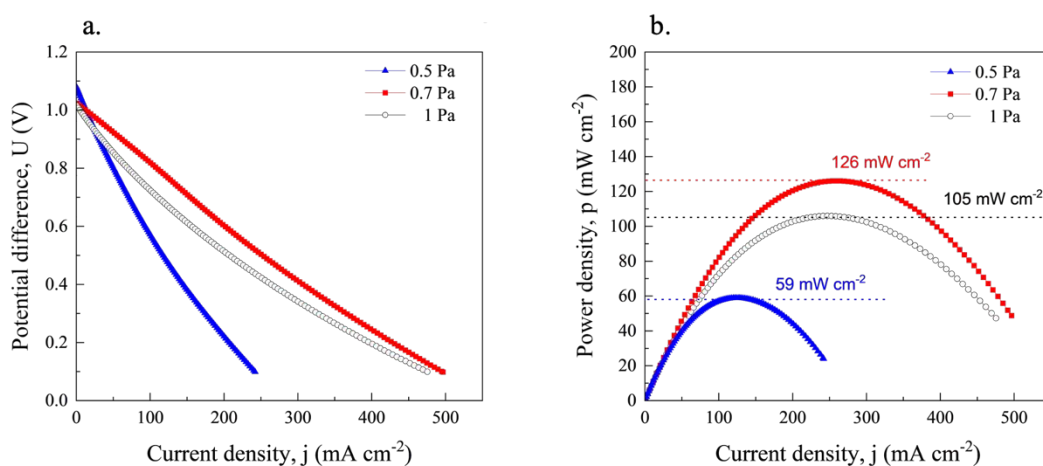 a.
1.2
1.0
0.8
0.6
0.4
0.2
0.0
0 100 200 300 400 500
Potential difference, U (V)
Current density, j (mA cm⁻²)
0.5 Pa
0.7 Pa
1 Pa
b.
200
180
160
140
120
100
80
60
40
20
0
0 100 200 300 400 500
Power density, p (mW cm⁻²)
Current density, j (mA cm⁻²)
0.5 Pa
0.7 Pa
1 Pa
126 mW cm⁻²
105 mW cm⁻²
59 mW cm⁻²